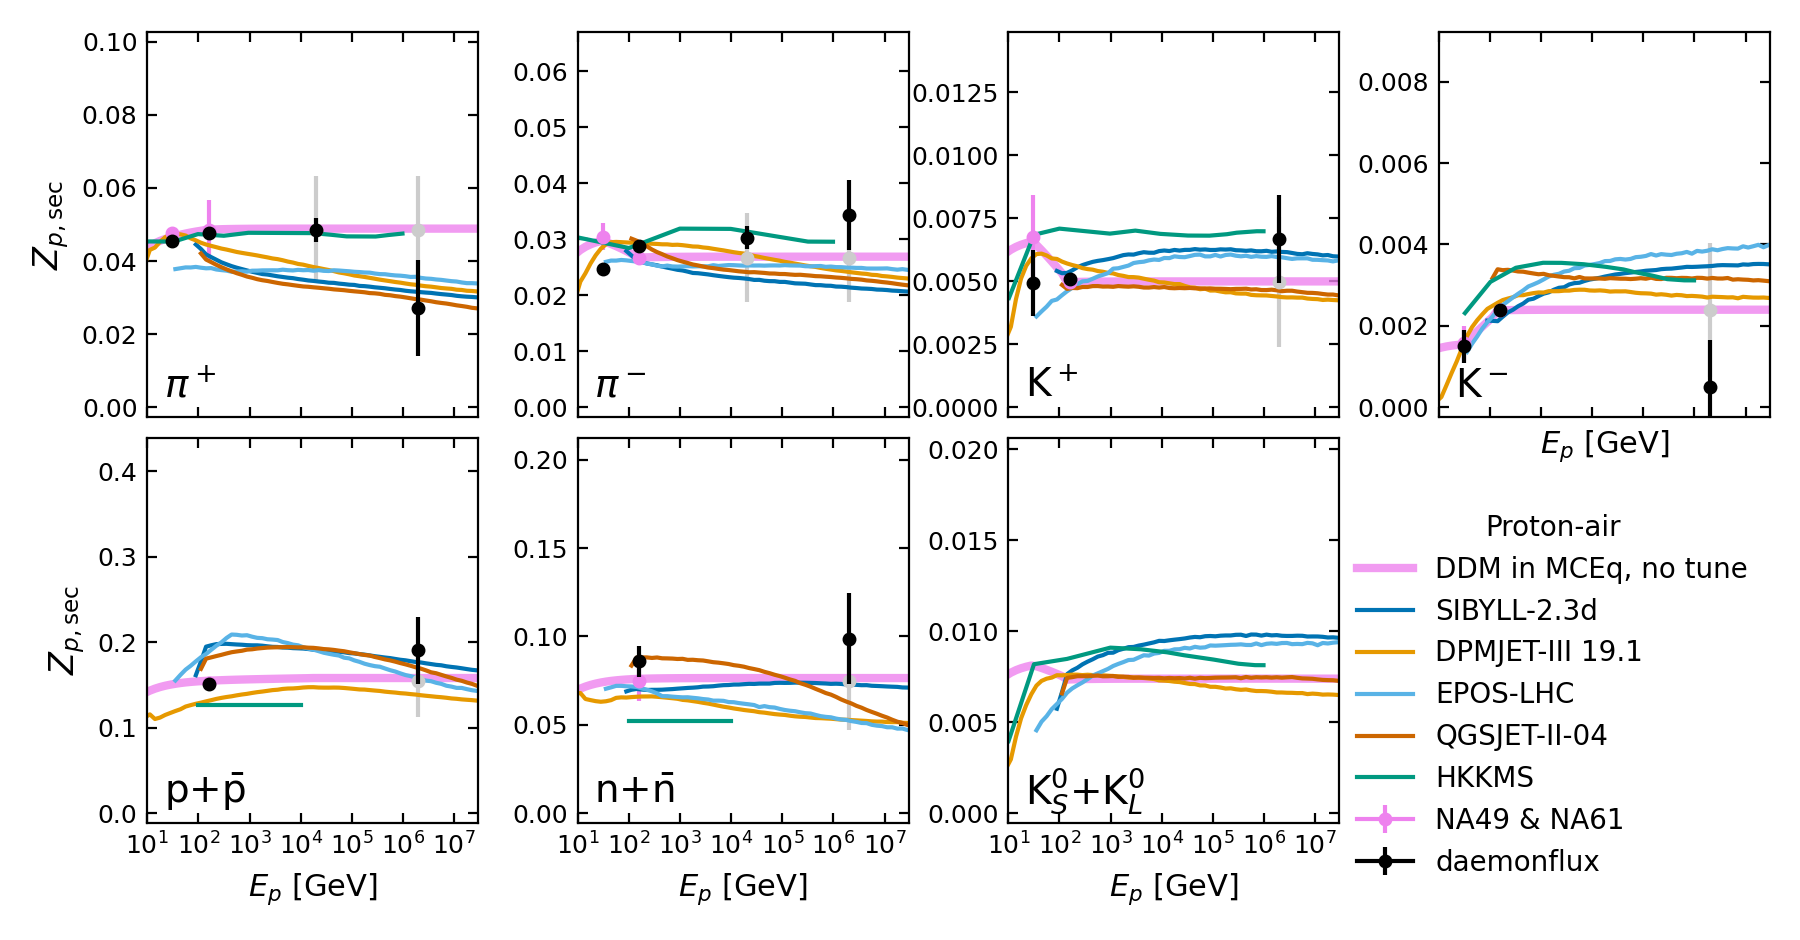 0.10
0.08
0.06
0.04
0.02
0.00
Z_{p, sec}
π⁺
0.06
0.05
0.04
0.03
0.02
0.01
0.00
π⁻
0.0125
0.0100
0.0075
0.0050
0.0025
0.0000
K⁺
0.008
0.006
0.004
0.002
0.000
K⁻
E_p [GeV]
0.4
0.3
0.2
0.1
0.0
Z_{p, sec}
p+p̄
10¹ 10² 10³ 10⁴ 10⁵ 10⁶ 10⁷
E_p [GeV]
0.20
0.15
0.10
0.05
0.00
n+n̄
10¹ 10² 10³ 10⁴ 10⁵ 10⁶ 10⁷
E_p [GeV]
0.020
0.015
0.010
0.005
0.000
K⁰_S+K⁰_L
10¹ 10² 10³ 10⁴ 10⁵ 10⁶ 10⁷
E_p [GeV]
Proton-air
DDM in MCEq, no tune
SIBYLL-2.3d
DPMJET-III 19.1
EPOS-LHC
QGSJET-II-04
HKKMS
NA49 & NA61
daemonflux